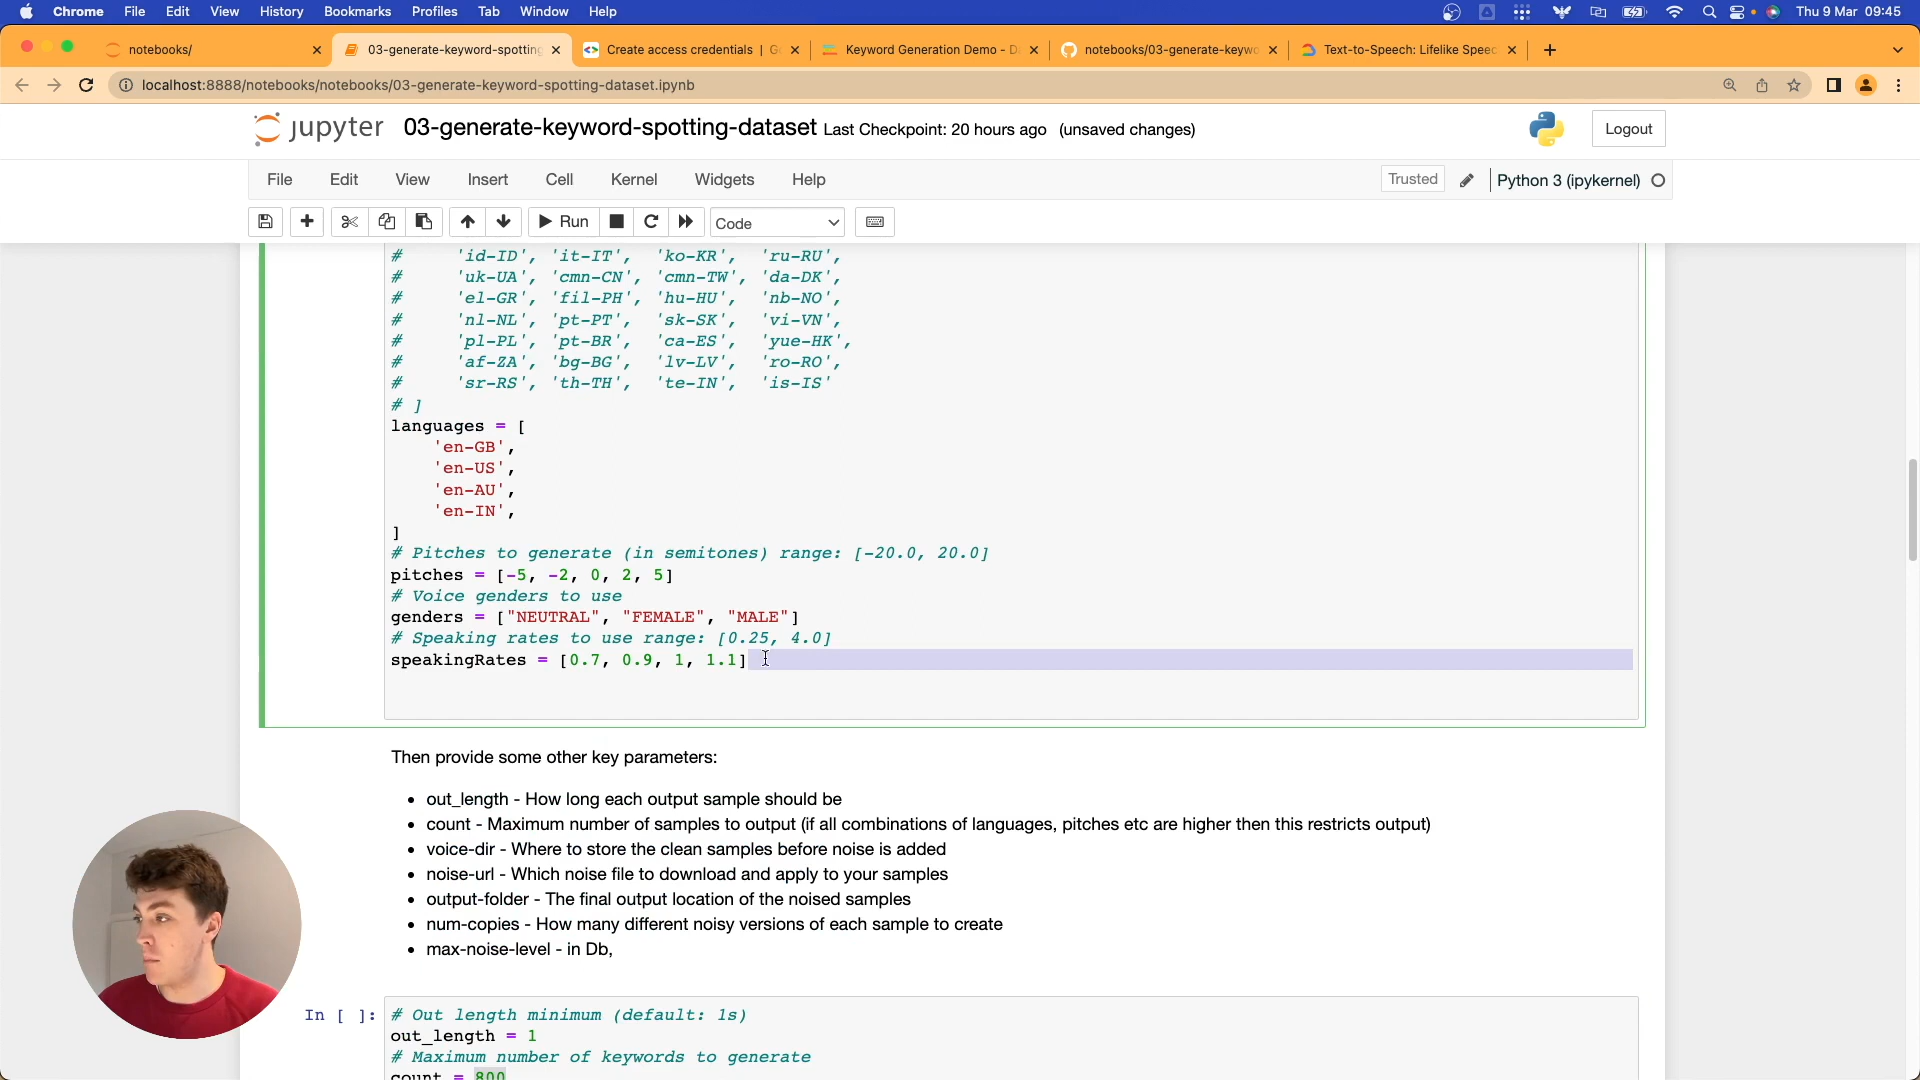 Chrome File Edit View History Bookmarks Profiles Tab Window Help Thu 9 Mar 09:45
notebooks/ 03-generate-keyword-spotting Create access credentials | Keyword Generation Demo - notebooks/03-generate-keywo Text-to-Speech: Lifelike Speec
localhost:8888/notebooks/notebooks/03-generate-keyword-spotting-dataset.ipynb
jupyter 03-generate-keyword-spotting-dataset Last Checkpoint: 20 hours ago (unsaved changes) Logout
File Edit View Insert Cell Kernel Widgets Help Trusted Python 3 (ipykernel)
Run Code
#     'id-ID', 'it-IT',  'ko-KR',  'ru-RU',
#     'uk-UA', 'cmn-CN', 'cmn-TW', 'da-DK',
#     'el-GR', 'fil-PH', 'hu-HU',  'nb-NO',
#     'nl-NL', 'pt-PT',  'sk-SK',  'vi-VN',
#     'pl-PL', 'pt-BR',  'ca-ES',  'yue-HK',
#     'af-ZA', 'bg-BG',  'lv-LV',  'ro-RO',
#     'sr-RS', 'th-TH',  'te-IN',  'is-IS'
# ]
languages = [
    'en-GB',
    'en-US',
    'en-AU',
    'en-IN',
]
# Pitches to generate (in semitones) range: [-20.0, 20.0]
pitches = [-5, -2, 0, 2, 5]
# Voice genders to use
genders = ["NEUTRAL", "FEMALE", "MALE"]
# Speaking rates to use range: [0.25, 4.0]
speakingRates = [0.7, 0.9, 1, 1.1]
Then provide some other key parameters:
• out_length - How long each output sample should be
• count - Maximum number of samples to output (if all combinations of languages, pitches etc are higher then this restricts output)
• voice-dir - Where to store the clean samples before noise is added
• noise-url - Which noise file to download and apply to your samples
• output-folder - The final output location of the noised samples
• num-copies - How many different noisy versions of each sample to create
• max-noise-level - in Db,
In [ ]: # Out length minimum (default: 1s)
out_length = 1
# Maximum number of keywords to generate
count = 800